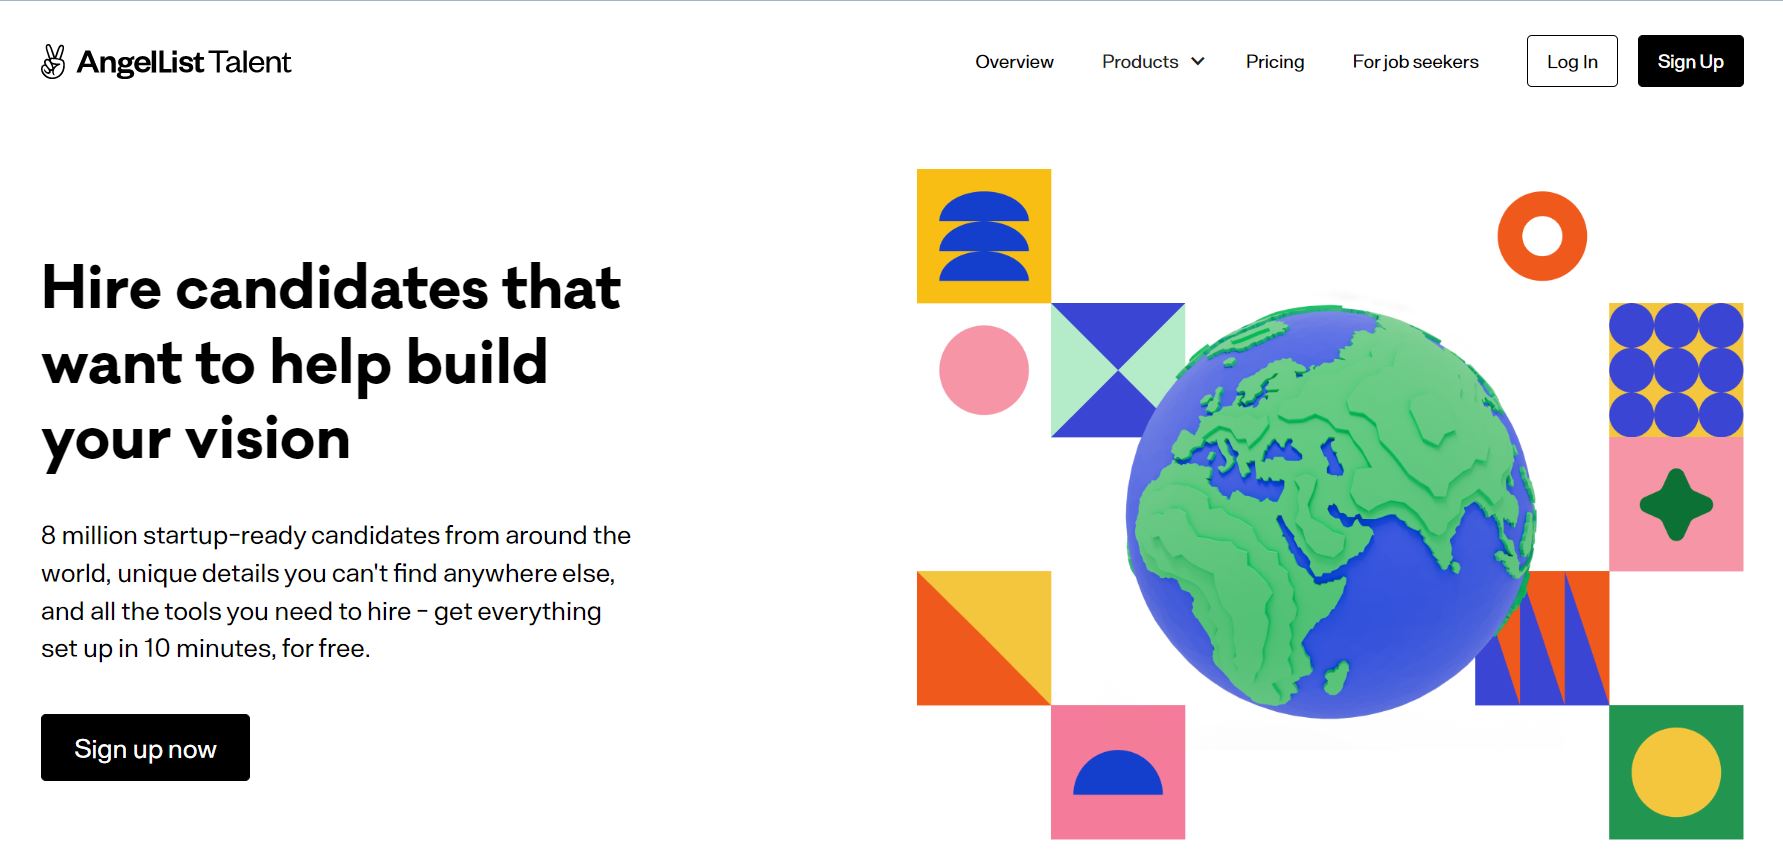 AngelList Talent
Overview
Products
Pricing
For job seekers
Log In
Sign Up
Hire candidates that
want to help build
your vision
8 million startup-ready candidates from around the
world, unique details you can't find anywhere else,
and all the tools you need to hire - get everything
set up in 10 minutes, for free.
Sign up now